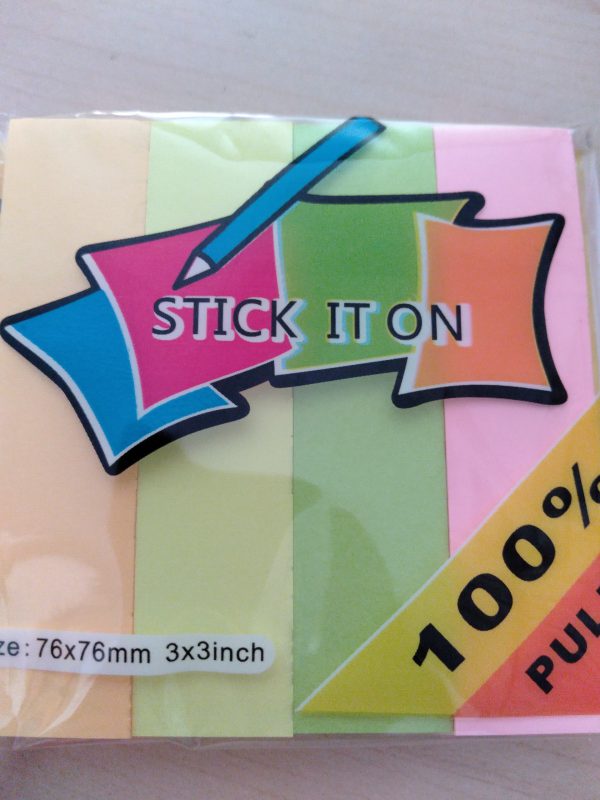 STICK IT ON
ze: 76x76mm 3x3inch
100%
PUL